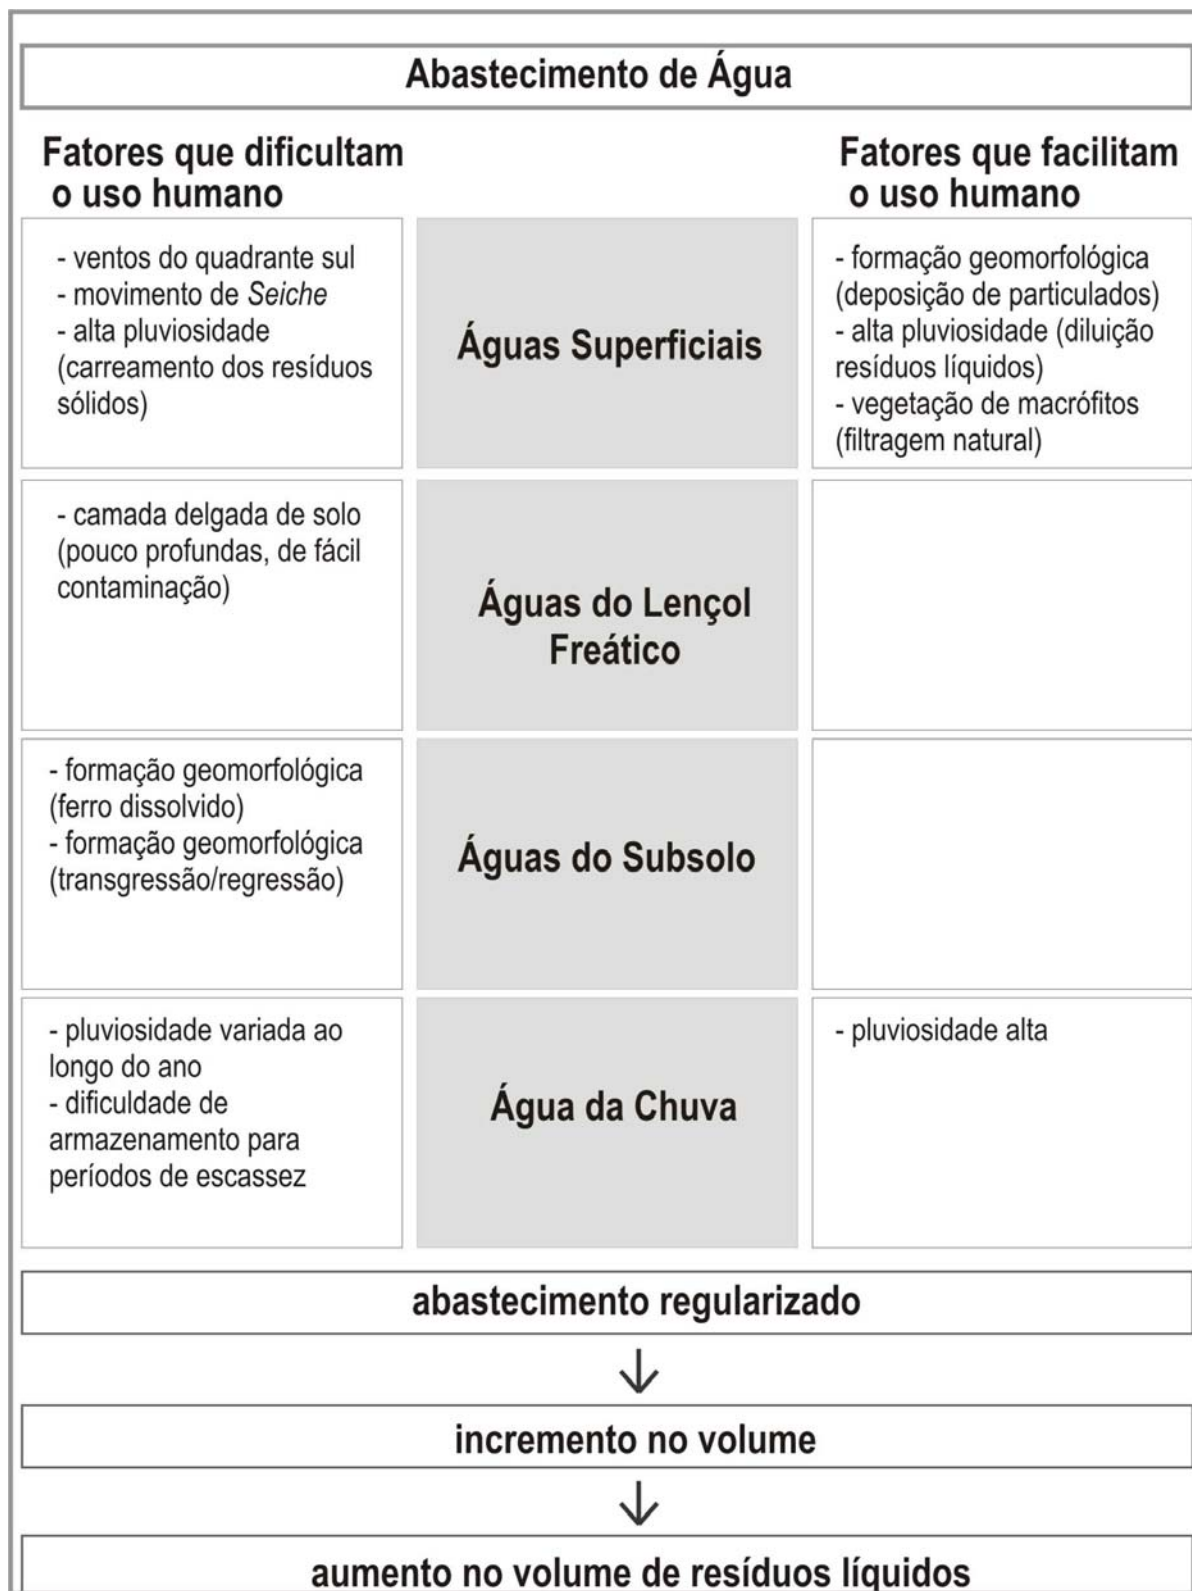 Abastecimento de Água
Fatores que dificultam
o uso humano
Fatores que facilitam
o uso humano
- ventos do quadrante sul
- movimento de Seiche
- alta pluviosidade
(carreamento dos resíduos
sólidos)
Águas Superficiais
- formação geomorfológica
(deposição de particulados)
- alta pluviosidade (diluição
resíduos líquidos)
- vegetação de macrófitos
(filtragem natural)
- camada delgada de solo
(pouco profundas, de fácil
contaminação)
Águas do Lençol
Freático
- formação geomorfológica
(ferro dissolvido)
- formação geomorfológica
(transgressão/regressão)
Águas do Subsolo
- pluviosidade variada ao
longo do ano
- dificuldade de
armazenamento para
períodos de escassez
Água da Chuva
- pluviosidade alta
abastecimento regularizado
incremento no volume
aumento no volume de resíduos líquidos